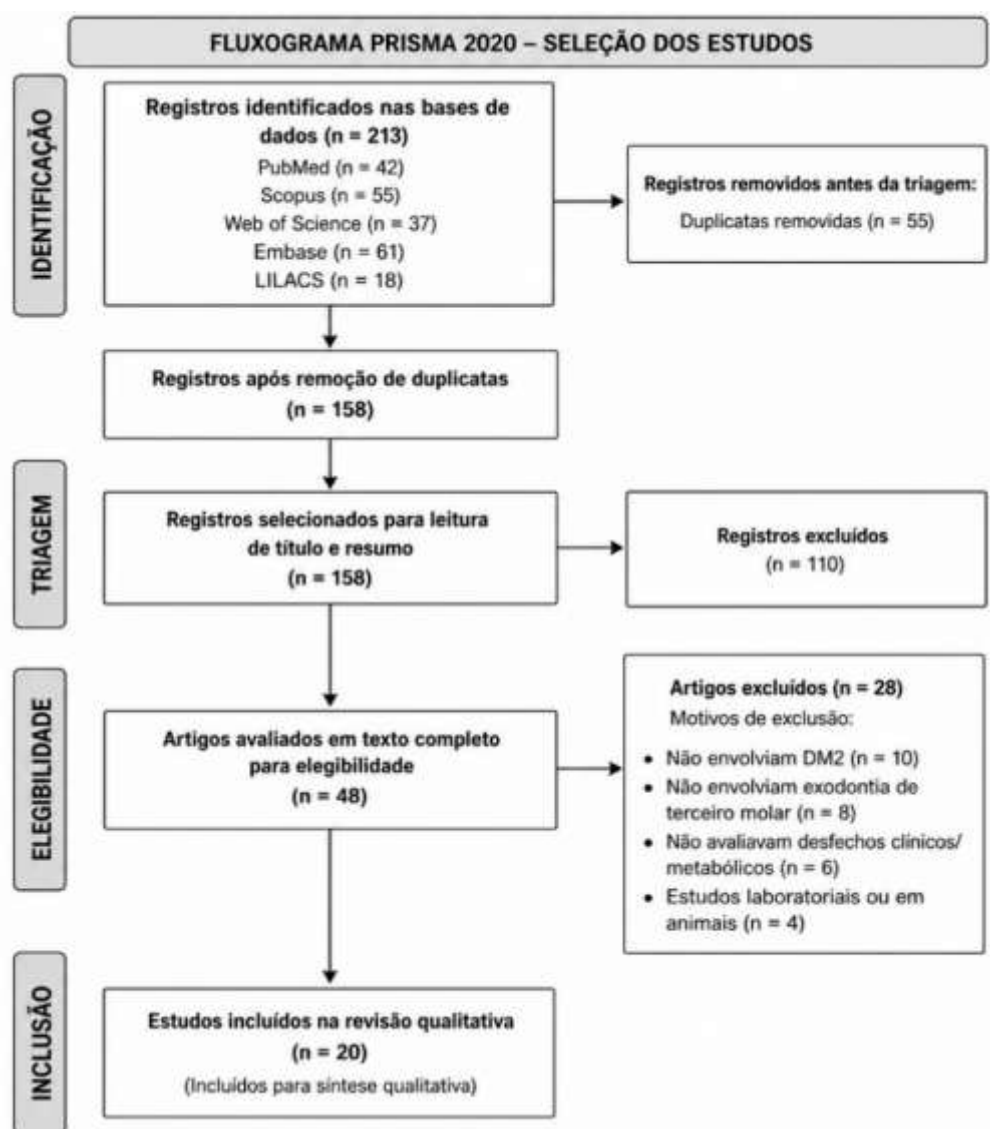 FLUXOGRAMA PRISMA 2020 – SELEÇÃO DOS ESTUDOS
IDENTIFICAÇÃO
Registros identificados nas bases de
dados (n = 213)
PubMed (n = 42)
Scopus (n = 55)
Web of Science (n = 37)
Embase (n = 61)
LILACS (n = 18)
Registros removidos antes da triagem:
Duplicatas removidas (n = 55)
Registros após remoção de duplicatas
(n = 158)
TRIAGEM
Registros selecionados para leitura
de título e resumo
(n = 158)
Registros excluídos
(n = 110)
ELEGIBILIDADE
Artigos avaliados em texto completo
para elegibilidade
(n = 48)
Artigos excluídos (n = 28)
Motivos de exclusão:
• Não envolviam DM2 (n = 10)
• Não envolviam exodontia de
terceiro molar (n = 8)
• Não avaliavam desfechos clínicos/
metabólicos (n = 6)
• Estudos laboratoriais ou em
animais (n = 4)
INCLUSÃO
Estudos incluídos na revisão qualitativa
(n = 20)
(Incluídos para síntese qualitativa)